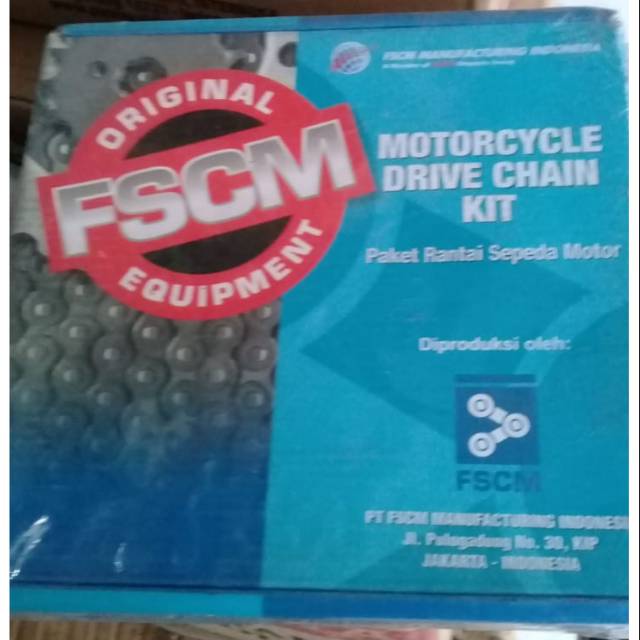 ORIGINAL
FSCM
EQUiPMENT
FSCM MANUFACTURING INDONESIA
MOTORCYCLE
DRIVE CHAIN
KIT
Paket Rantai Sepeda Motor
Diproduksi oleh:
FSCM
PT FSCM MANUFACTURING INDONESI
Jl. Pulogadung No. 30, KIP
JAKARTA - INDONESIA